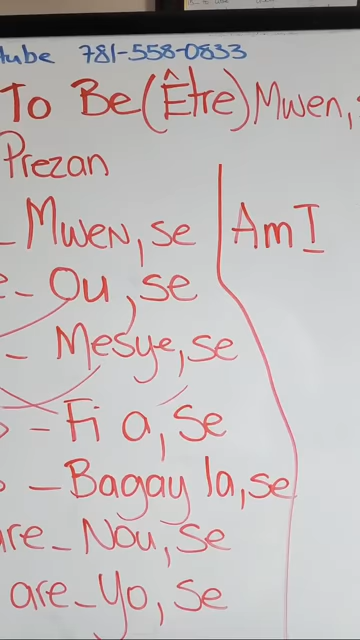 tube 781-558-0833
To Be (Être) Mwen,
Prezan
- Mwen, se Am I
e - Ou, se
- Mesye, se
- Fi a, se
- Bagay la, se
are - Nou, se
are - Yo, se